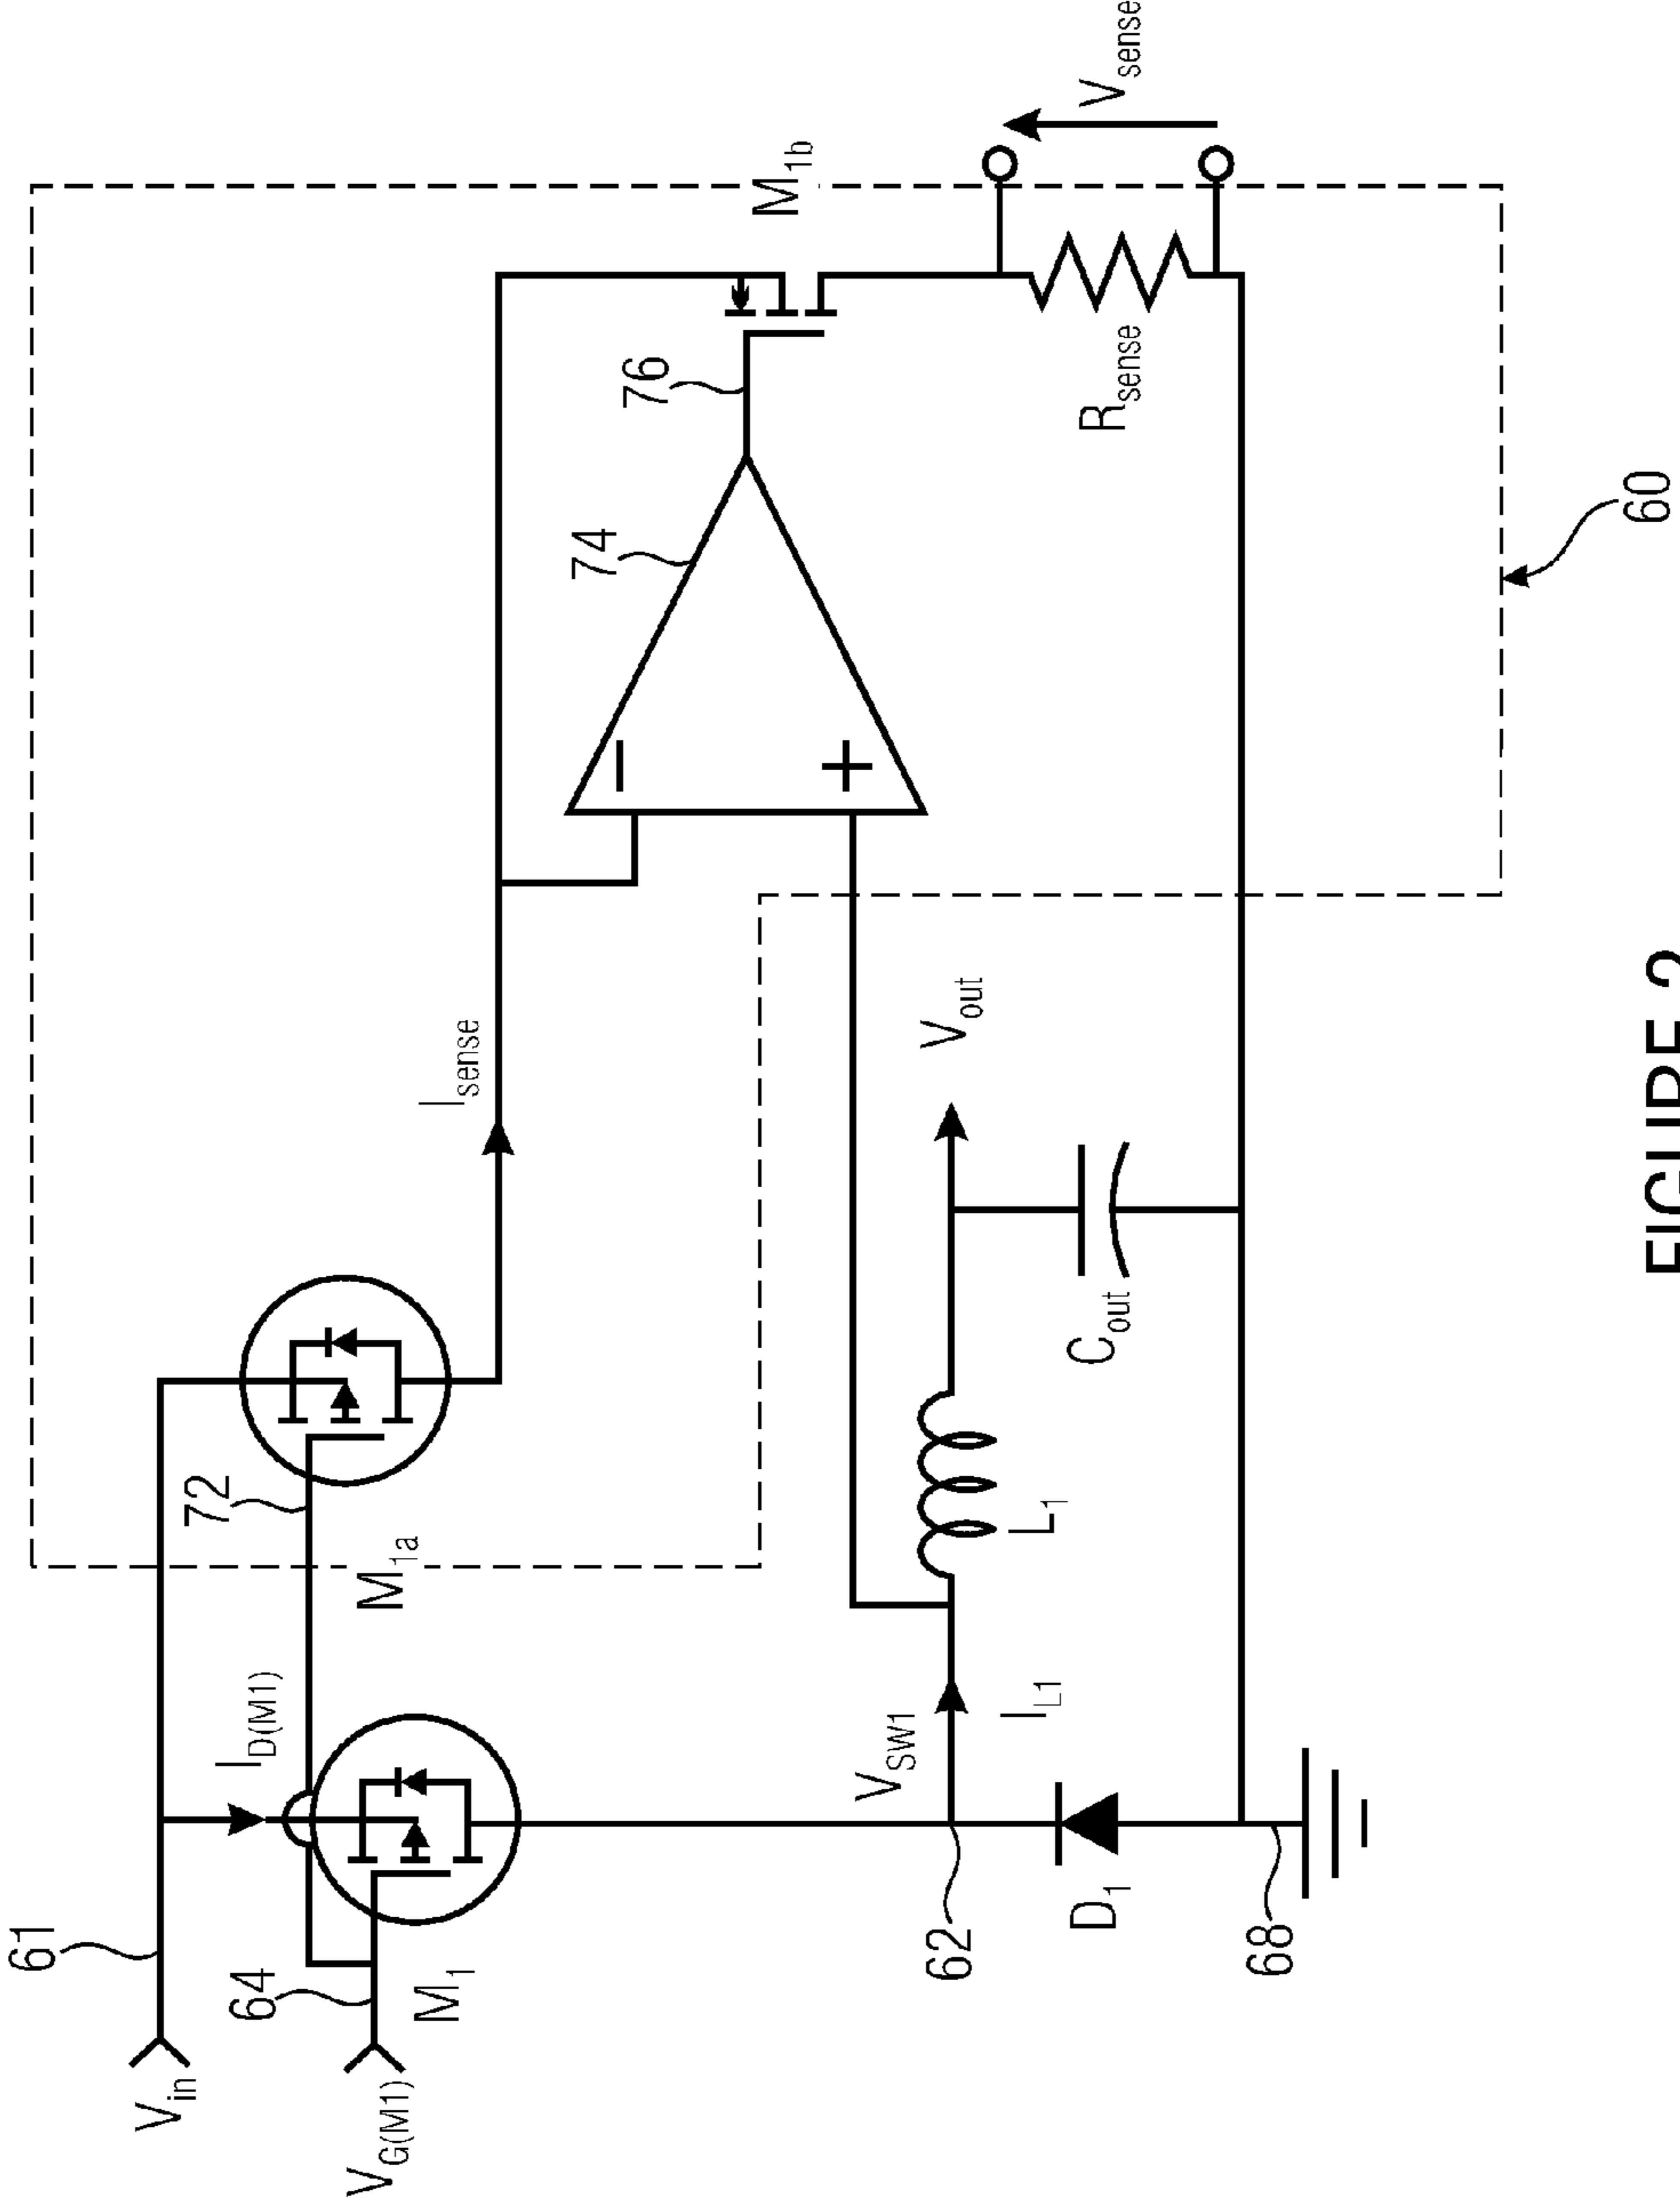 61
V_in
72
I_D(M1)
64
V_G(M1)
M_1a
M_1
I_sense
74
76
M_1b
−
+
V_SW1
62
V_out
I_L1
L_1
C_out
D_1
R_sense
V_sense
68
60
FIGURE 2